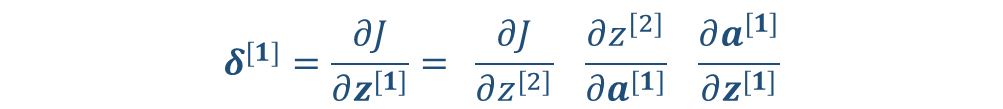 δ[1] = ∂J/∂z[1] = ∂J/∂z[2] ∂z[2]/∂a[1] ∂a[1]/∂z[1]